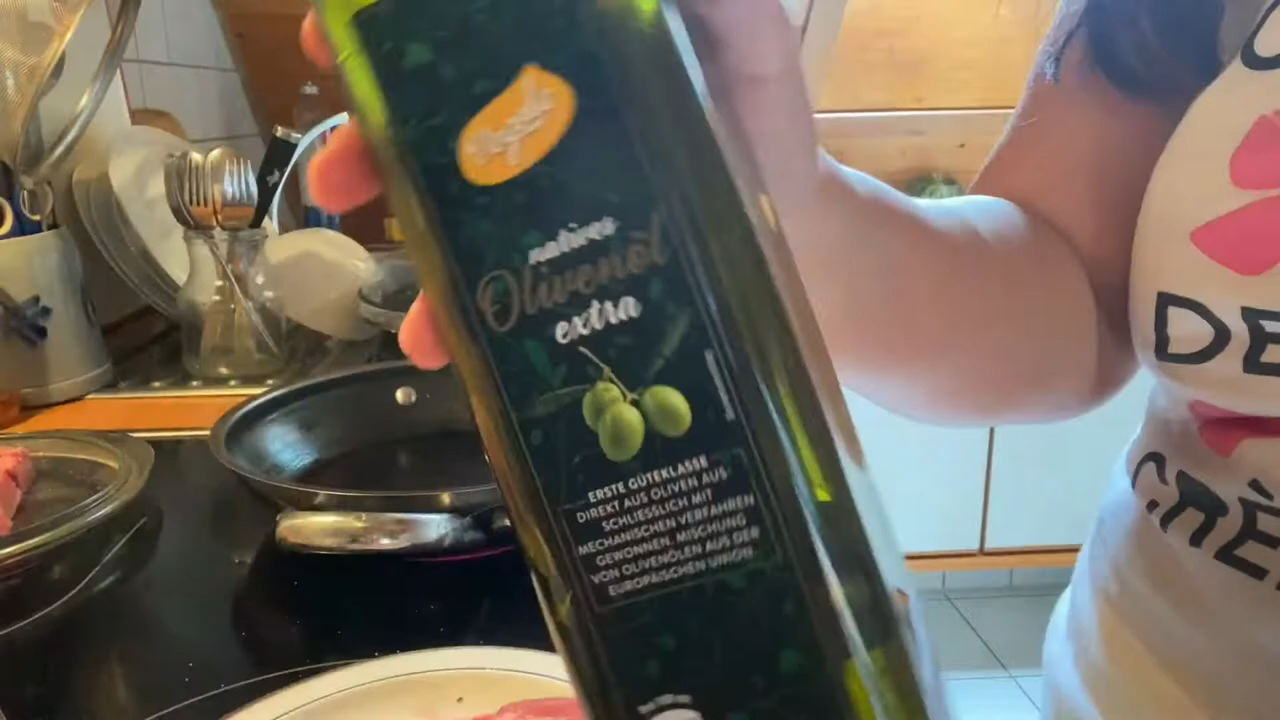 natives
Olivenöl
extra
ERSTE GÜTEKLASSE
DIREKT AUS OLIVEN AUS-
SCHLIESSLICH MIT
MECHANISCHEN VERFAHREN
GEWONNEN. MISCHUNG
VON OLIVENÖLEN AUS DER
EUROPÄISCHEN UNION.
DE
CRÈ